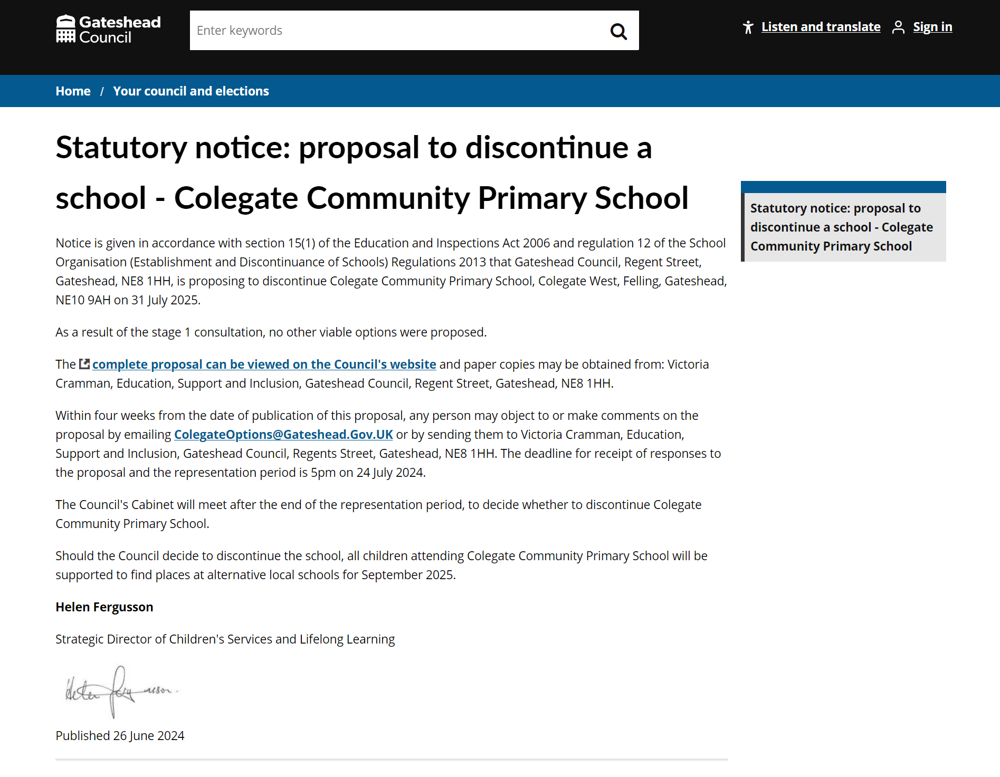 Gateshead
Council
Enter keywords
Listen and translate
Sign in
Home / Your council and elections
Statutory notice: proposal to discontinue a
school - Colegate Community Primary School
Statutory notice: proposal to
discontinue a school - Colegate
Community Primary School
Notice is given in accordance with section 15(1) of the Education and Inspections Act 2006 and regulation 12 of the School
Organisation (Establishment and Discontinuance of Schools) Regulations 2013 that Gateshead Council, Regent Street,
Gateshead, NE8 1HH, is proposing to discontinue Colegate Community Primary School, Colegate West, Felling, Gateshead,
NE10 9AH on 31 July 2025.
As a result of the stage 1 consultation, no other viable options were proposed.
The complete proposal can be viewed on the Council's website and paper copies may be obtained from: Victoria
Cramman, Education, Support and Inclusion, Gateshead Council, Regent Street, Gateshead, NE8 1HH.
Within four weeks from the date of publication of this proposal, any person may object to or make comments on the
proposal by emailing ColegateOptions@Gateshead.Gov.UK or by sending them to Victoria Cramman, Education,
Support and Inclusion, Gateshead Council, Regents Street, Gateshead, NE8 1HH. The deadline for receipt of responses to
the proposal and the representation period is 5pm on 24 July 2024.
The Council's Cabinet will meet after the end of the representation period, to decide whether to discontinue Colegate
Community Primary School.
Should the Council decide to discontinue the school, all children attending Colegate Community Primary School will be
supported to find places at alternative local schools for September 2025.
Helen Fergusson
Strategic Director of Children's Services and Lifelong Learning
Helen Fergusson.
Published 26 June 2024